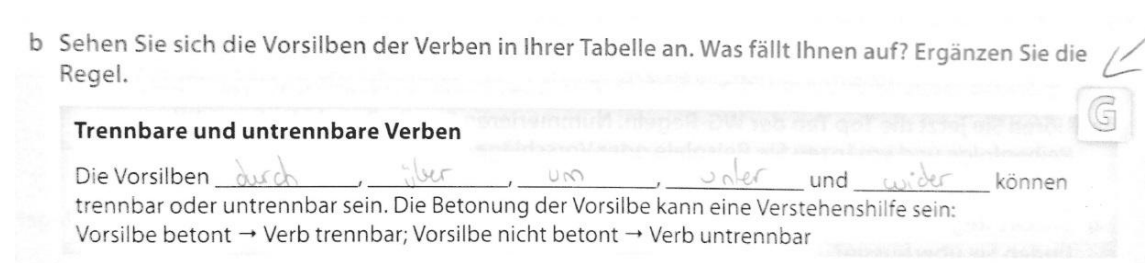 b Sehen Sie sich die Vorsilben der Verben in Ihrer Tabelle an. Was fällt Ihnen auf? Ergänzen Sie die
Regel.
G
Trennbare und untrennbare Verben
Die Vorsilben durch, über, um, unter und wider können
trennbar oder untrennbar sein. Die Betonung der Vorsilbe kann eine Verstehenshilfe sein:
Vorsilbe betont → Verb trennbar; Vorsilbe nicht betont → Verb untrennbar